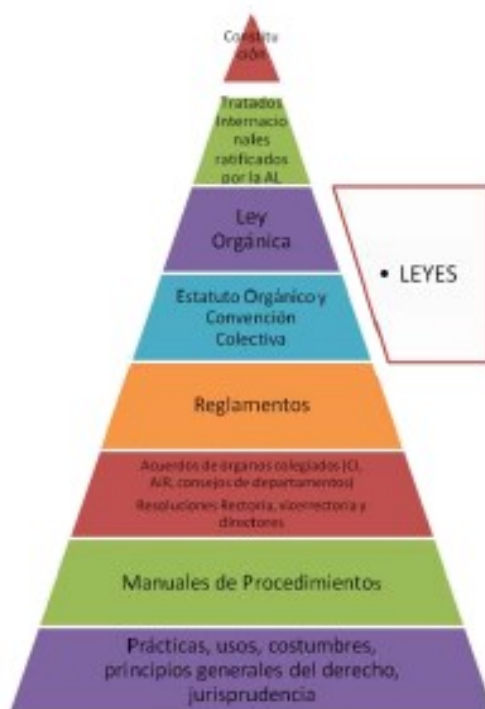 Constitu
ción
Tratados
Internacio
nales
ratificados
por la AL
Ley
Orgánica
• LEYES
Estatuto Orgánico y
Convención
Colectiva
Reglamentos
Acuerdos de órganos colegiados (CI,
AIR, consejos de departamentos)
Resoluciones Rectoría, vicerrectoria y
directores
Manuales de Procedimientos
Prácticas, usos, costumbres,
principios generales del derecho,
jurisprudencia